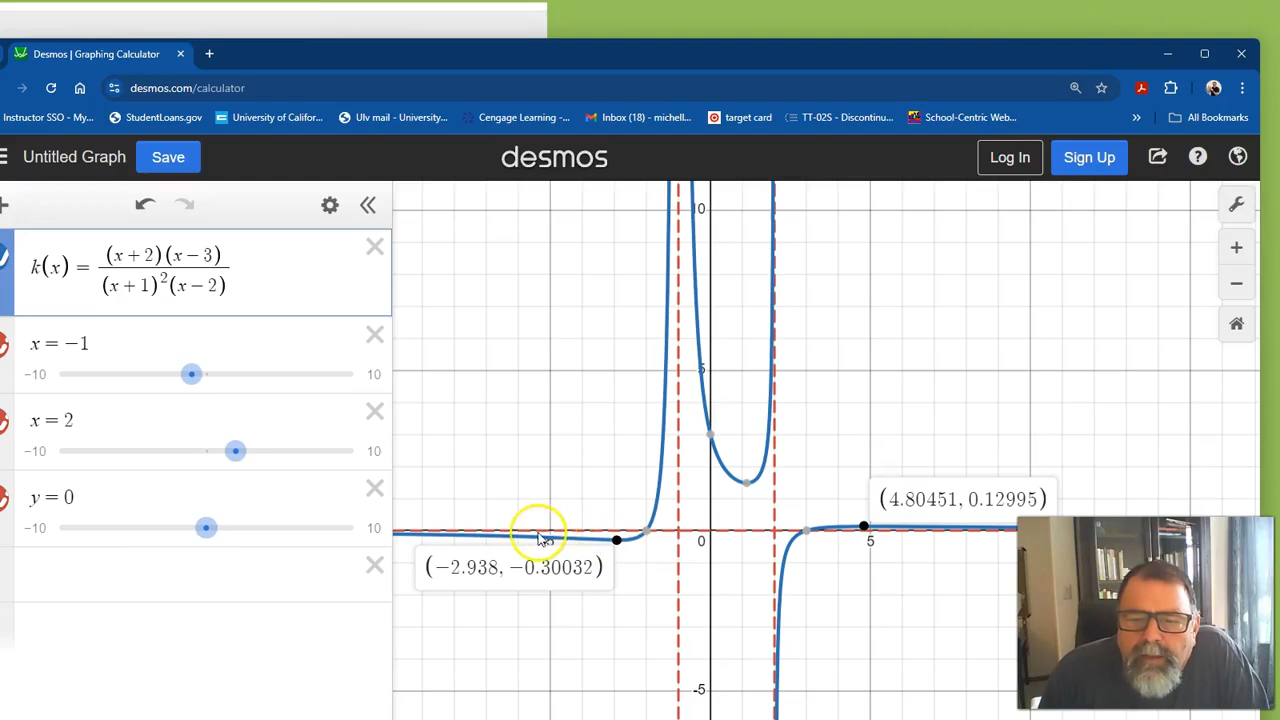 Desmos | Graphing Calculator
desmos.com/calculator
Instructor SSO - My...
StudentLoans.gov
University of Califor...
Ulv mail - University...
Cengage Learning -...
Inbox (18) - michell...
target card
TT-02S - Discontinu...
School-Centric Web...
»
All Bookmarks
Untitled Graph
Save
desmos
Log In
Sign Up
k(x) = (x+2)(x−3) / (x+1)²(x−2)
x = −1
−10
10
x = 2
−10
10
y = 0
−10
10
10
5
0
5
-5
(4.80451, 0.12995)
(−2.938, −0.30032)